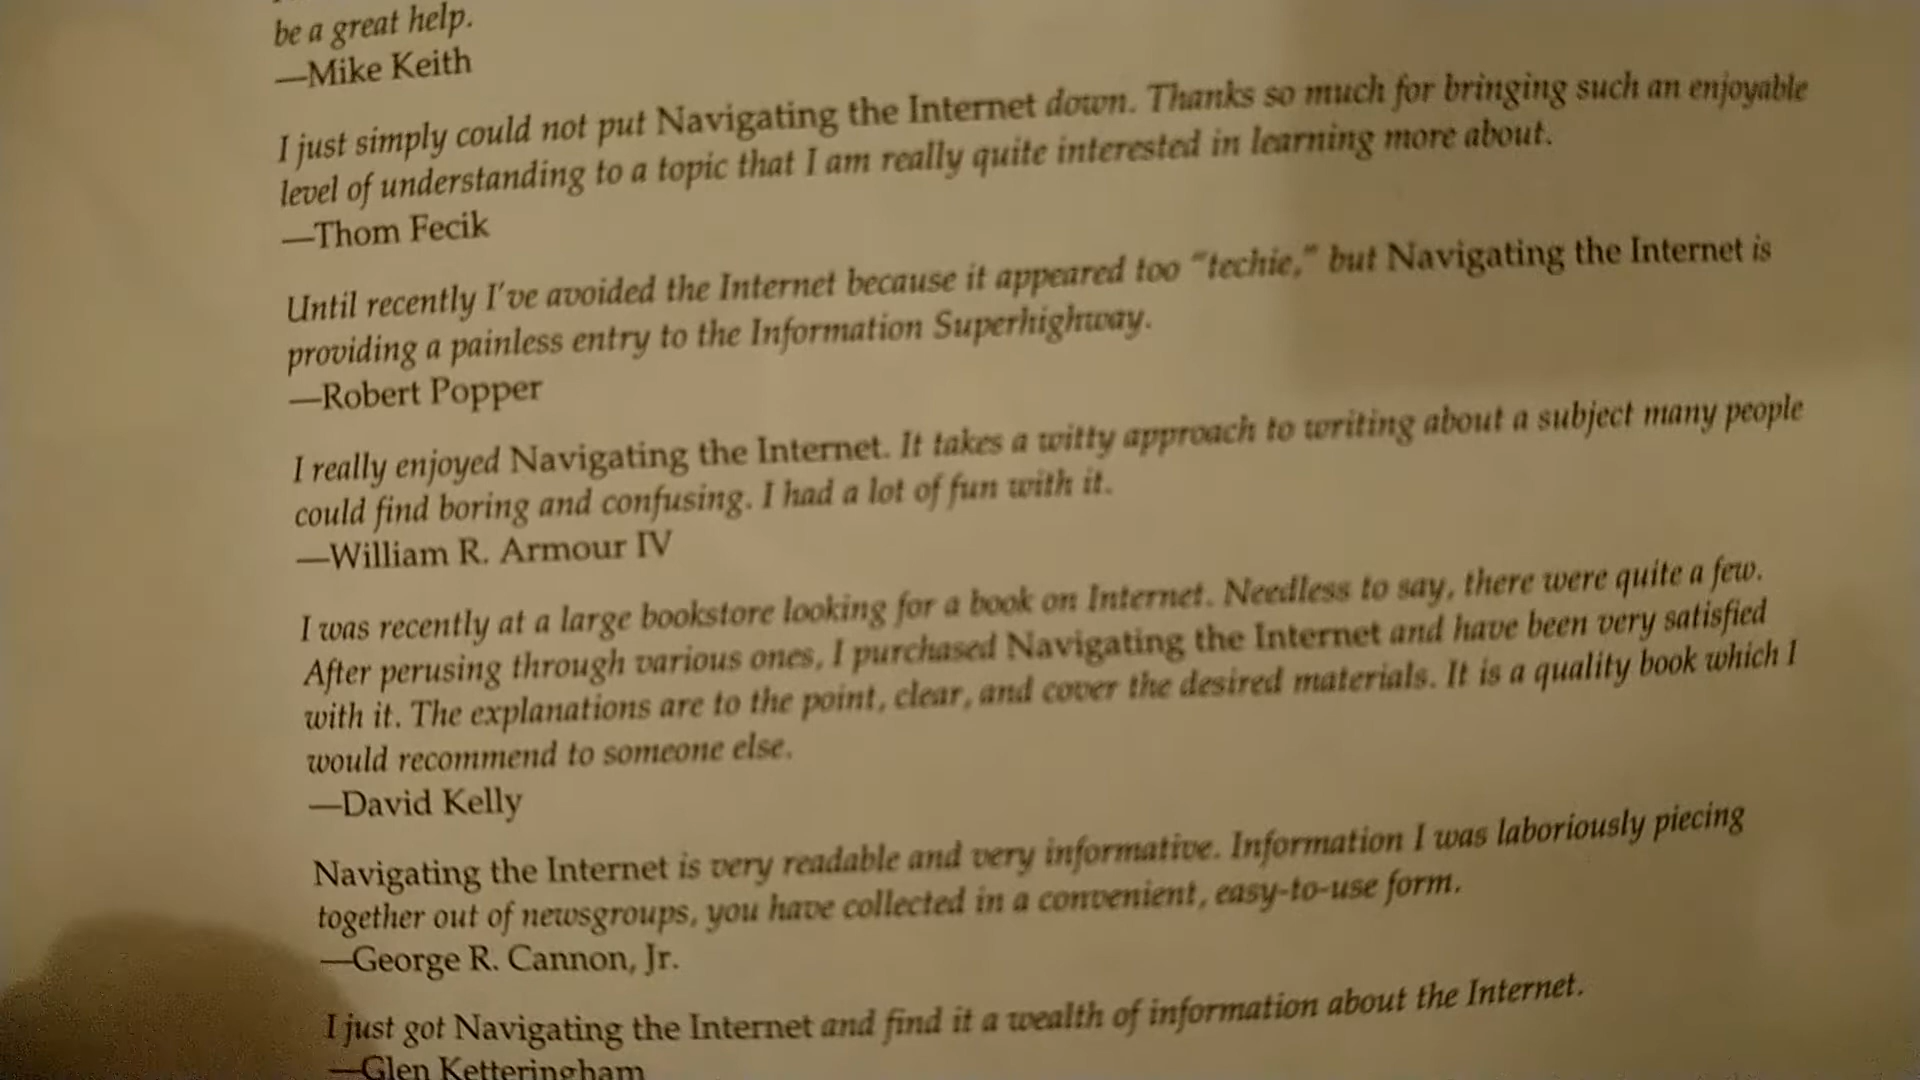 be a great help.
—Mike Keith
I just simply could not put Navigating the Internet down. Thanks so much for bringing such an enjoyable
level of understanding to a topic that I am really quite interested in learning more about.
—Thom Fecik
Until recently I've avoided the Internet because it appeared too "techie," but Navigating the Internet is
providing a painless entry to the Information Superhighway.
—Robert Popper
I really enjoyed Navigating the Internet. It takes a witty approach to writing about a subject many people
could find boring and confusing. I had a lot of fun with it.
—William R. Armour IV
I was recently at a large bookstore looking for a book on Internet. Needless to say, there were quite a few.
After perusing through various ones, I purchased Navigating the Internet and have been very satisfied
with it. The explanations are to the point, clear, and cover the desired materials. It is a quality book which I
would recommend to someone else.
—David Kelly
Navigating the Internet is very readable and very informative. Information I was laboriously piecing
together out of newsgroups, you have collected in a convenient, easy-to-use form.
—George R. Cannon, Jr.
I just got Navigating the Internet and find it a wealth of information about the Internet.
—Glen Ketteringham